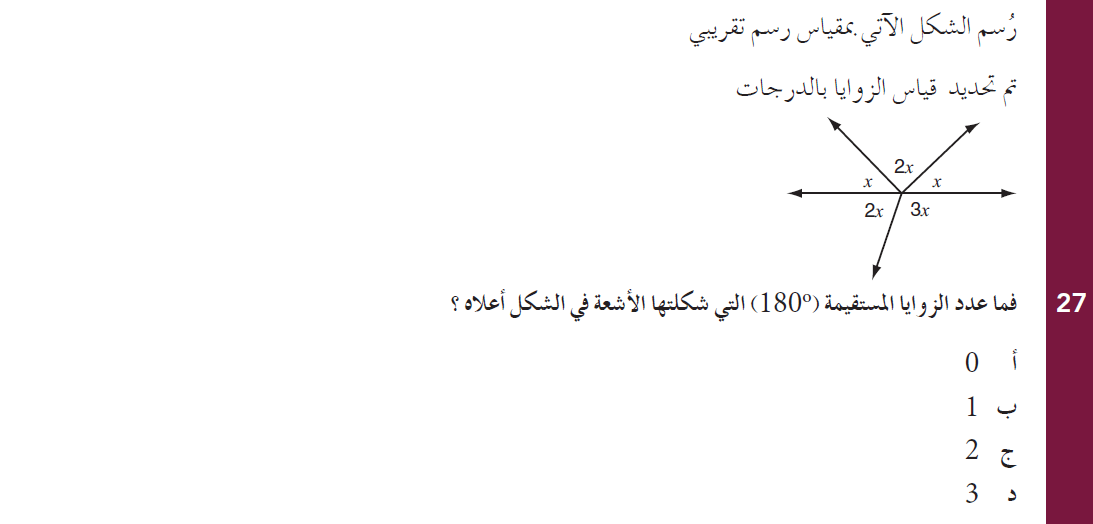 رُسم الشكل الآتي بمقياس رسم تقريبي
تم تحديد قياس الزوايا بالدرجات
2x
x x
2x 3x
27 فما عدد الزوايا المستقيمة (180º) التي شكلتها الأشعة في الشكل أعلاه ؟
أ 0
ب 1
ج 2
د 3